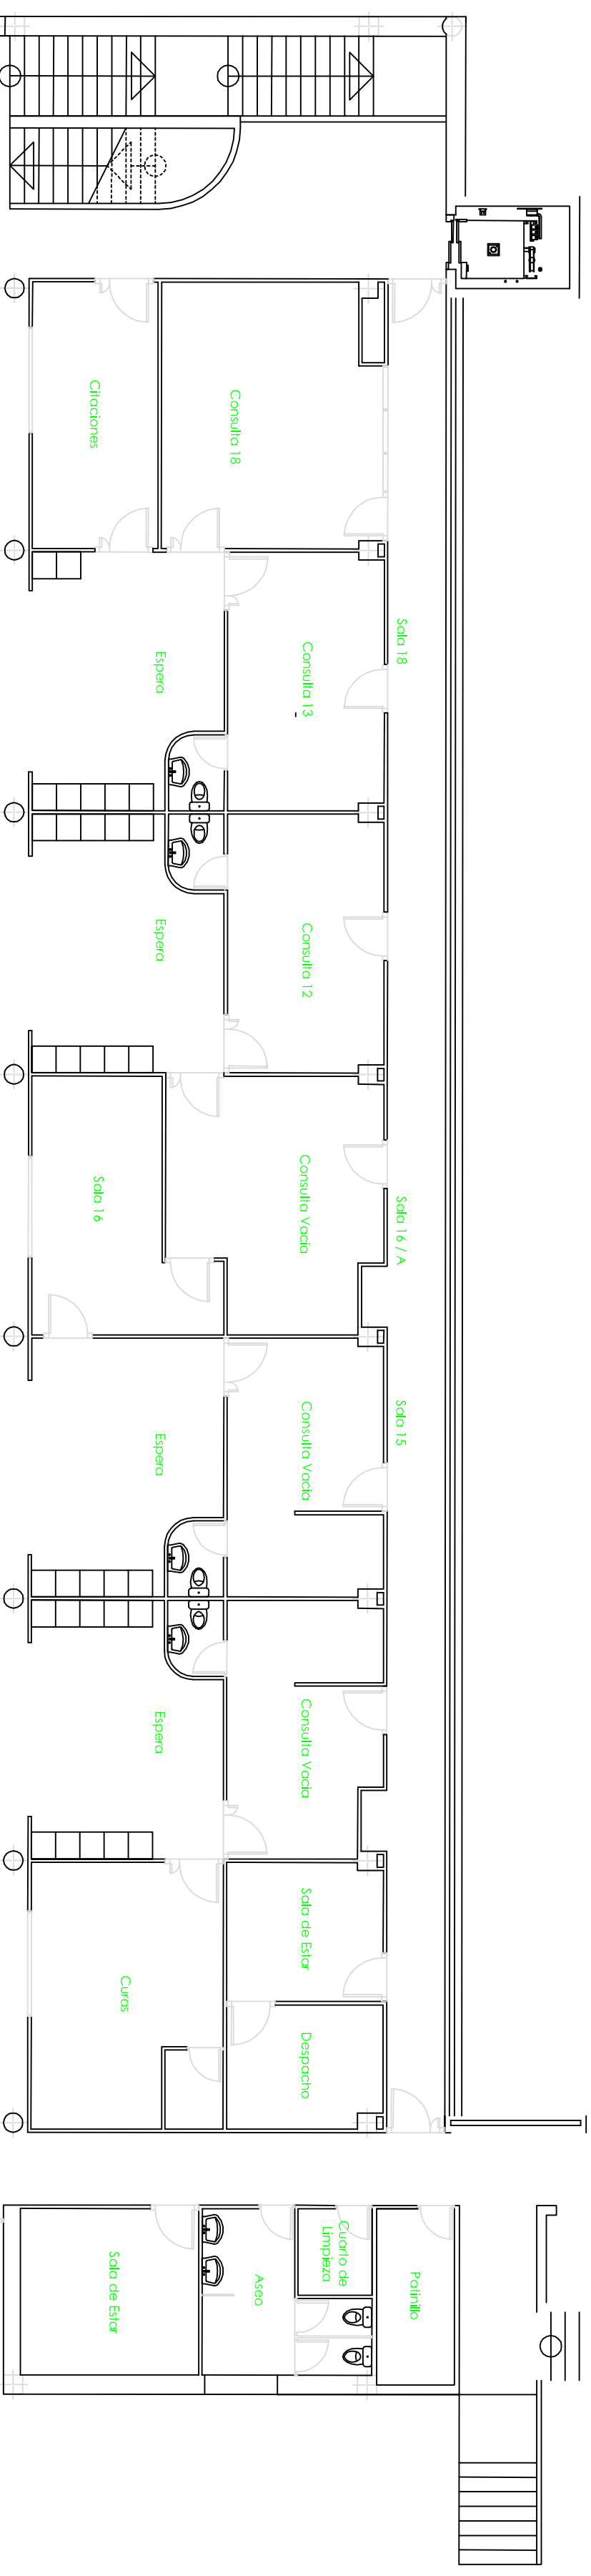 Citaciones
Consulta 18
Sala 18
Espera
Consulta 13
Espera
Consulta 12
Sala 16
Consulta Vacia
Sala 16 / A
Espera
Consulta Vacia
Sala 15
Espera
Consulta Vacia
Curas
Sala de Estar
Despacho
Sala de Estar
Aseo
Cuarto de
Limpieza
Patinillo